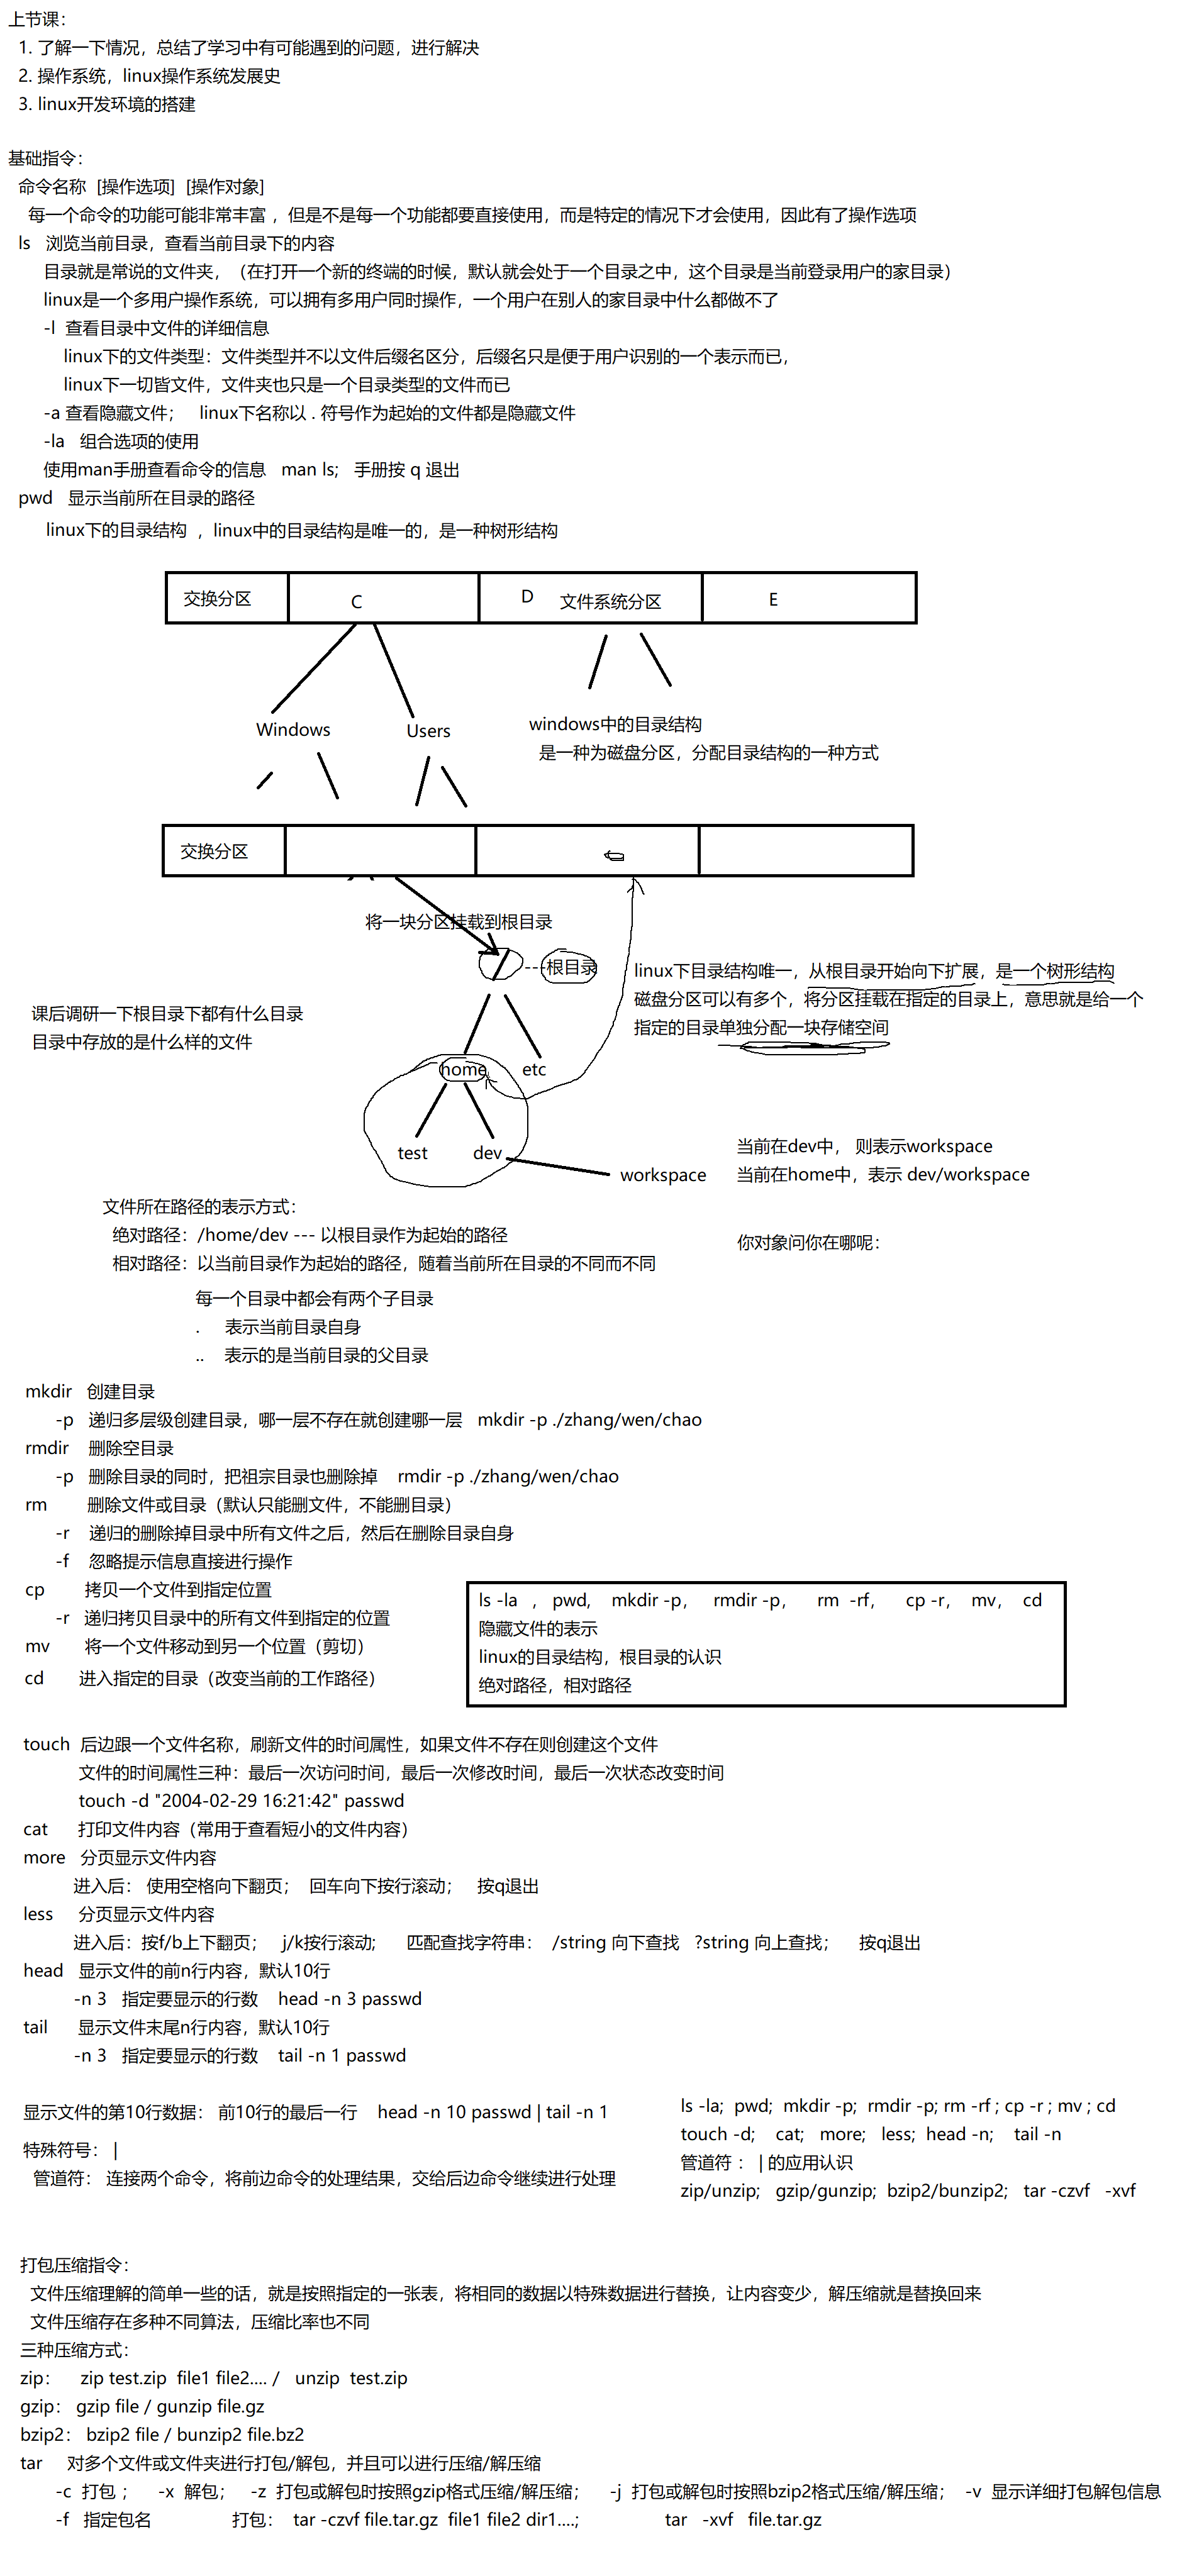 上节课：
1. 了解一下情况，总结了学习中有可能遇到的问题，进行解决
2. 操作系统，linux操作系统发展史
3. linux开发环境的搭建
基础指令：
命令名称 [操作选项] [操作对象]
每一个命令的功能可能非常丰富 ，但是不是每一个功能都要直接使用，而是特定的情况下才会使用，因此有了操作选项
ls 浏览当前目录，查看当前目录下的内容
目录就是常说的文件夹，（在打开一个新的终端的时候，默认就会处于一个目录之中，这个目录是当前登录用户的家目录）
linux是一个多用户操作系统，可以拥有多用户同时操作，一个用户在别人的家目录中什么都做不了
-l 查看目录中文件的详细信息
linux下的文件类型：文件类型并不以文件后缀名区分，后缀名只是便于用户识别的一个表示而已，
linux下一切皆文件，文件夹也只是一个目录类型的文件而已
-a 查看隐藏文件； linux下名称以 . 符号作为起始的文件都是隐藏文件
-la 组合选项的使用
使用man手册查看命令的信息 man ls; 手册按 q 退出
pwd 显示当前所在目录的路径
linux下的目录结构 ，linux中的目录结构是唯一的，是一种树形结构
交换分区 C D 文件系统分区 E
Windows Users
windows中的目录结构
是一种为磁盘分区，分配目录结构的一种方式
交换分区
将一块分区挂载到根目录
/ ---根目录
linux下目录结构唯一，从根目录开始向下扩展，是一个树形结构
磁盘分区可以有多个，将分区挂载在指定的目录上，意思就是给一个
指定的目录单独分配一块存储空间
课后调研一下根目录下都有什么目录
目录中存放的是什么样的文件
home etc
test dev
workspace
当前在dev中， 则表示workspace
当前在home中，表示 dev/workspace
文件所在路径的表示方式：
绝对路径：/home/dev --- 以根目录作为起始的路径
相对路径：以当前目录作为起始的路径，随着当前所在目录的不同而不同
你对象问你在哪呢：
每一个目录中都会有两个子目录
. 表示当前目录自身
.. 表示的是当前目录的父目录
mkdir 创建目录
-p 递归多层级创建目录，哪一层不存在就创建哪一层 mkdir -p ./zhang/wen/chao
rmdir 删除空目录
-p 删除目录的同时，把祖宗目录也删除掉 rmdir -p ./zhang/wen/chao
rm 删除文件或目录（默认只能删文件，不能删目录）
-r 递归的删除掉目录中所有文件之后，然后在删除目录自身
-f 忽略提示信息直接进行操作
cp 拷贝一个文件到指定位置
-r 递归拷贝目录中的所有文件到指定的位置
mv 将一个文件移动到另一个位置（剪切）
cd 进入指定的目录（改变当前的工作路径）
ls -la ， pwd, mkdir -p， rmdir -p， rm -rf， cp -r， mv， cd
隐藏文件的表示
linux的目录结构，根目录的认识
绝对路径，相对路径
touch 后边跟一个文件名称，刷新文件的时间属性，如果文件不存在则创建这个文件
文件的时间属性三种：最后一次访问时间，最后一次修改时间，最后一次状态改变时间
touch -d "2004-02-29 16:21:42" passwd
cat 打印文件内容（常用于查看短小的文件内容）
more 分页显示文件内容
进入后： 使用空格向下翻页； 回车向下按行滚动； 按q退出
less 分页显示文件内容
进入后：按f/b上下翻页； j/k按行滚动; 匹配查找字符串： /string 向下查找 ?string 向上查找； 按q退出
head 显示文件的前n行内容，默认10行
-n 3 指定要显示的行数 head -n 3 passwd
tail 显示文件末尾n行内容，默认10行
-n 3 指定要显示的行数 tail -n 1 passwd
显示文件的第10行数据： 前10行的最后一行 head -n 10 passwd | tail -n 1
特殊符号： |
管道符： 连接两个命令，将前边命令的处理结果，交给后边命令继续进行处理
ls -la; pwd; mkdir -p; rmdir -p; rm -rf ; cp -r ; mv ; cd
touch -d; cat; more; less; head -n; tail -n
管道符 ： | 的应用认识
zip/unzip; gzip/gunzip; bzip2/bunzip2; tar -czvf -xvf
打包压缩指令：
文件压缩理解的简单一些的话，就是按照指定的一张表，将相同的数据以特殊数据进行替换，让内容变少，解压缩就是替换回来
文件压缩存在多种不同算法，压缩比率也不同
三种压缩方式：
zip： zip test.zip file1 file2.... / unzip test.zip
gzip： gzip file / gunzip file.gz
bzip2： bzip2 file / bunzip2 file.bz2
tar 对多个文件或文件夹进行打包/解包，并且可以进行压缩/解压缩
-c 打包 ； -x 解包； -z 打包或解包时按照gzip格式压缩/解压缩； -j 打包或解包时按照bzip2格式压缩/解压缩； -v 显示详细打包解包信息
-f 指定包名 打包： tar -czvf file.tar.gz file1 file2 dir1....; tar -xvf file.tar.gz